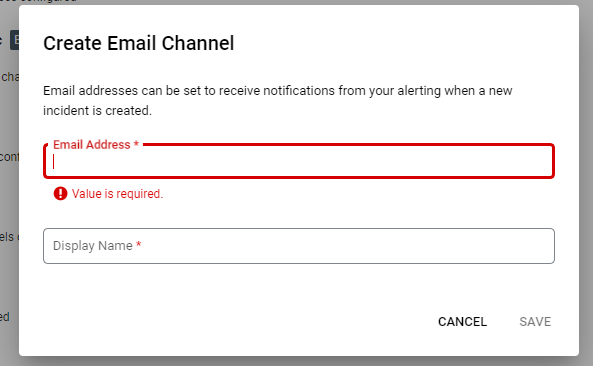 Create Email Channel
Email addresses can be set to receive notifications from your alerting when a new
incident is created.
Email Address *
Value is required.
Display Name *
CANCEL SAVE